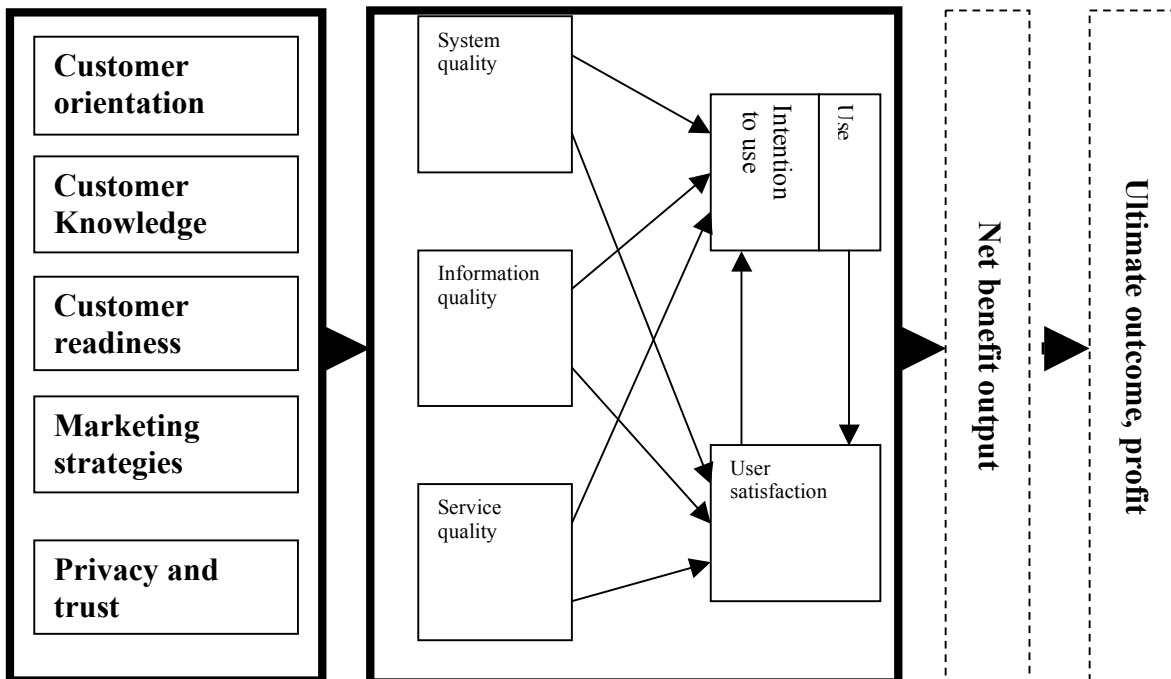 Customer
orientation
Customer
Knowledge
Customer
readiness
Marketing
strategies
Privacy and
trust
System
quality
Information
quality
Service
quality
Intention
to use
Use
User
satisfaction
Net benefit output
Ultimate outcome, profit